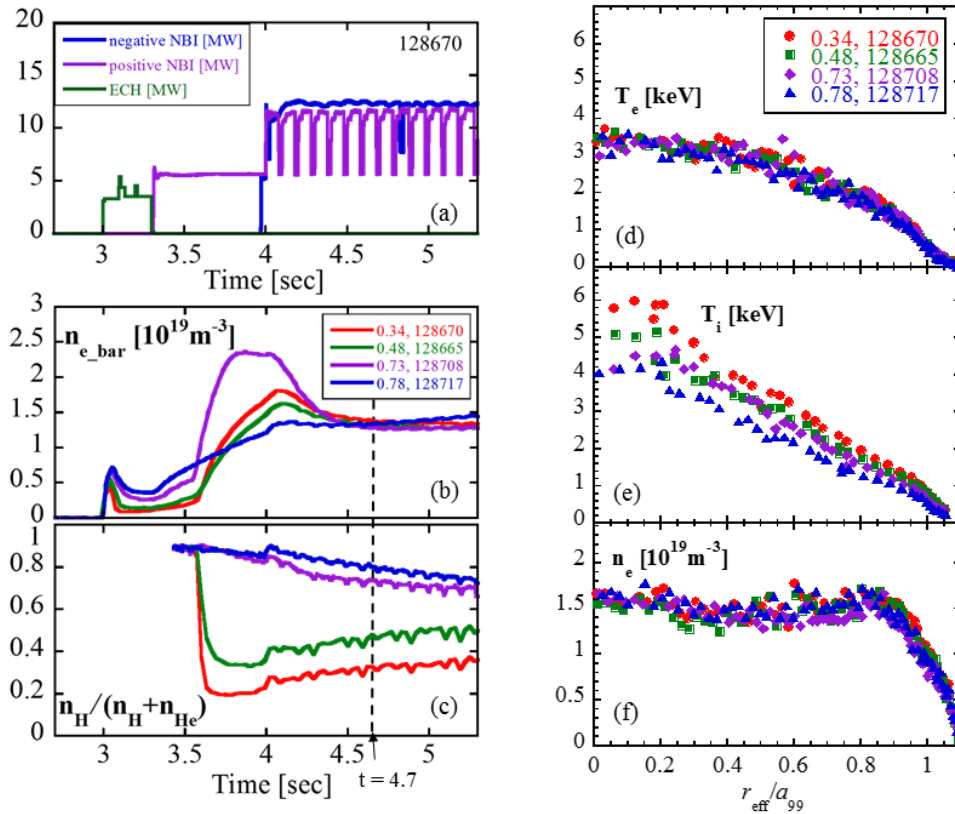 20
15
10
5
0
negative NBI [MW]
positive NBI [MW]
ECH [MW]
128670
(a)
3 3.5 4 4.5 5
Time [sec]
3
2.5
2
1.5
1
0.5
0
n_e_bar [10^19 m^-3]
0.34, 128670
0.48, 128665
0.73, 128708
0.78, 128717
(b)
1
0.8
0.6
0.4
0.2
0
n_H/(n_H+n_He)
(c)
3 3.5 4 4.5 5
Time [sec]
t = 4.7
6
5
4
3
2
1
0
T_e [keV]
0.34, 128670
0.48, 128665
0.73, 128708
0.78, 128717
(d)
6
5
4
3
2
1
0
T_i [keV]
(e)
2
1.5
1
0.5
0
n_e [10^19 m^-3]
(f)
0 0.2 0.4 0.6 0.8 1
r_eff/a_99